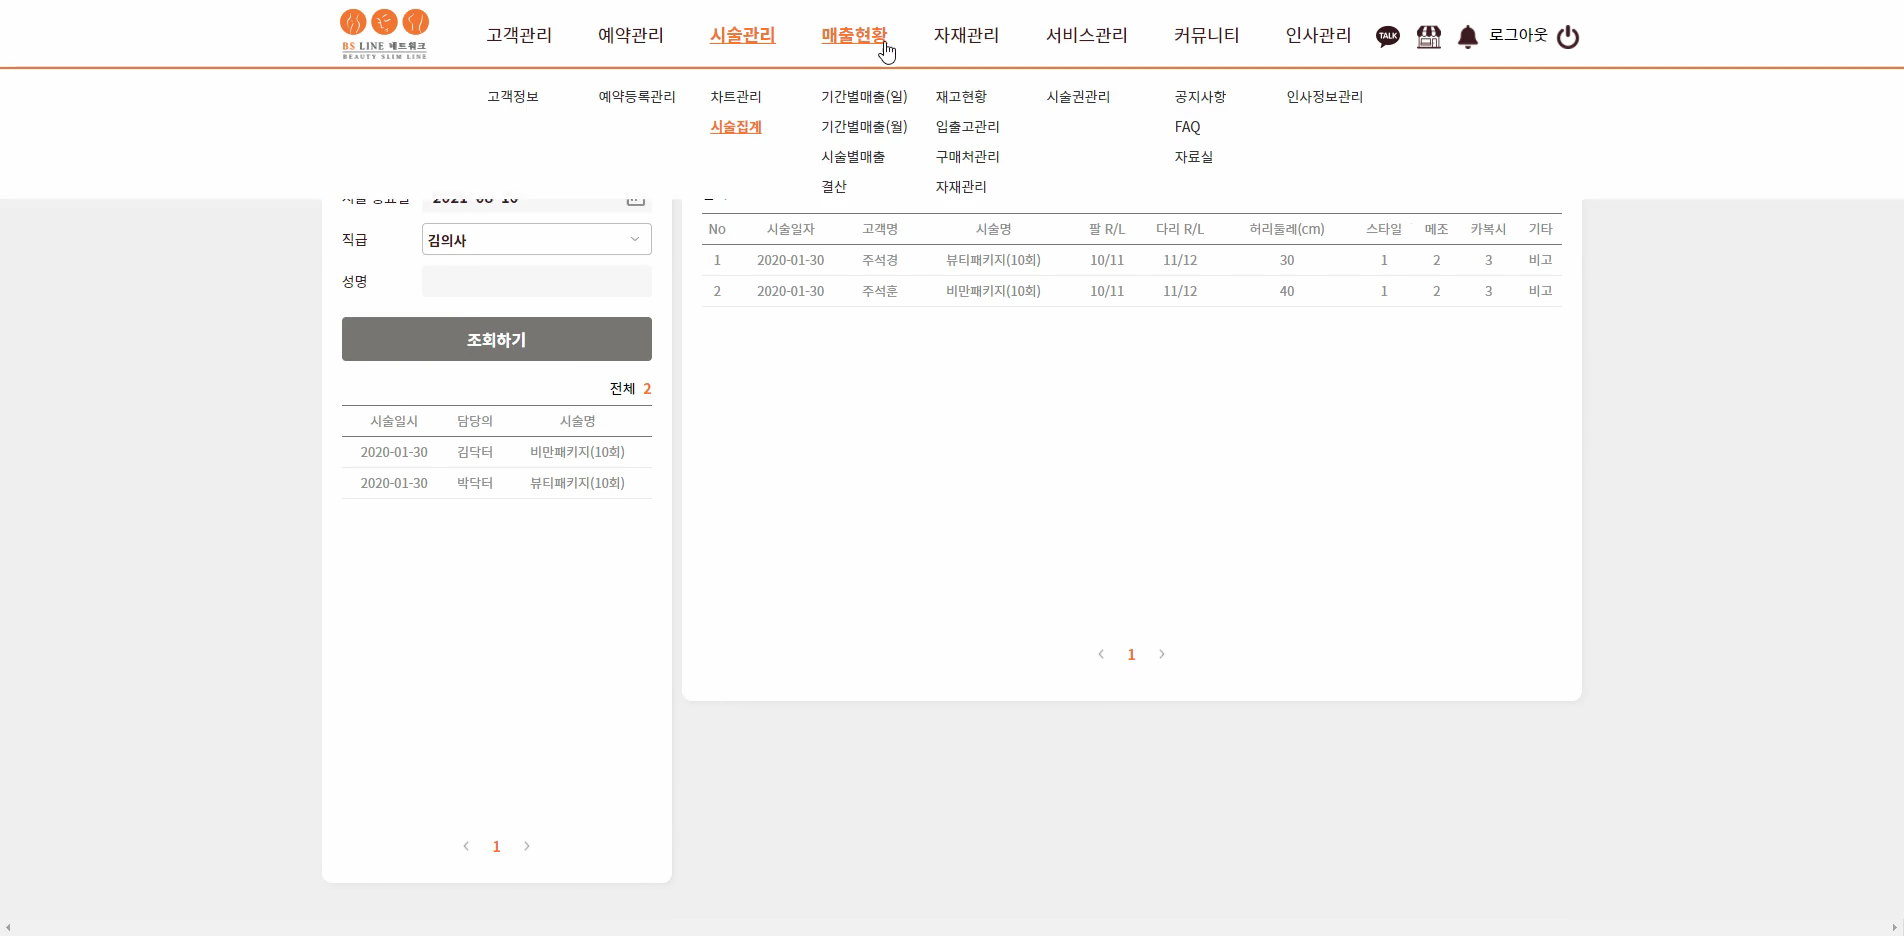 BS LINE 네트워크
BEAUTY SLIM LINE
고객관리 예약관리 시술관리 매출현황 자재관리 서비스관리 커뮤니티 인사관리 TALK 로그아웃
고객정보 예약등록관리 차트관리 기간별매출(일) 재고현황 시술권관리 공지사항 인사정보관리
시술집계 기간별매출(월) 입출고관리 FAQ
시술별매출 구매처관리 자료실
결산 자재관리
직급 김의사
성명
조회하기
전체 2
시술일시 담당의 시술명
2020-01-30 김닥터 비만패키지(10회)
2020-01-30 박닥터 뷰티패키지(10회)
1
No 시술일자 고객명 시술명 팔 R/L 다리 R/L 허리둘레(cm) 스타일 메조 카복시 기타
1 2020-01-30 주석경 뷰티패키지(10회) 10/11 11/12 30 1 2 3 비고
2 2020-01-30 주석훈 비만패키지(10회) 10/11 11/12 40 1 2 3 비고
1